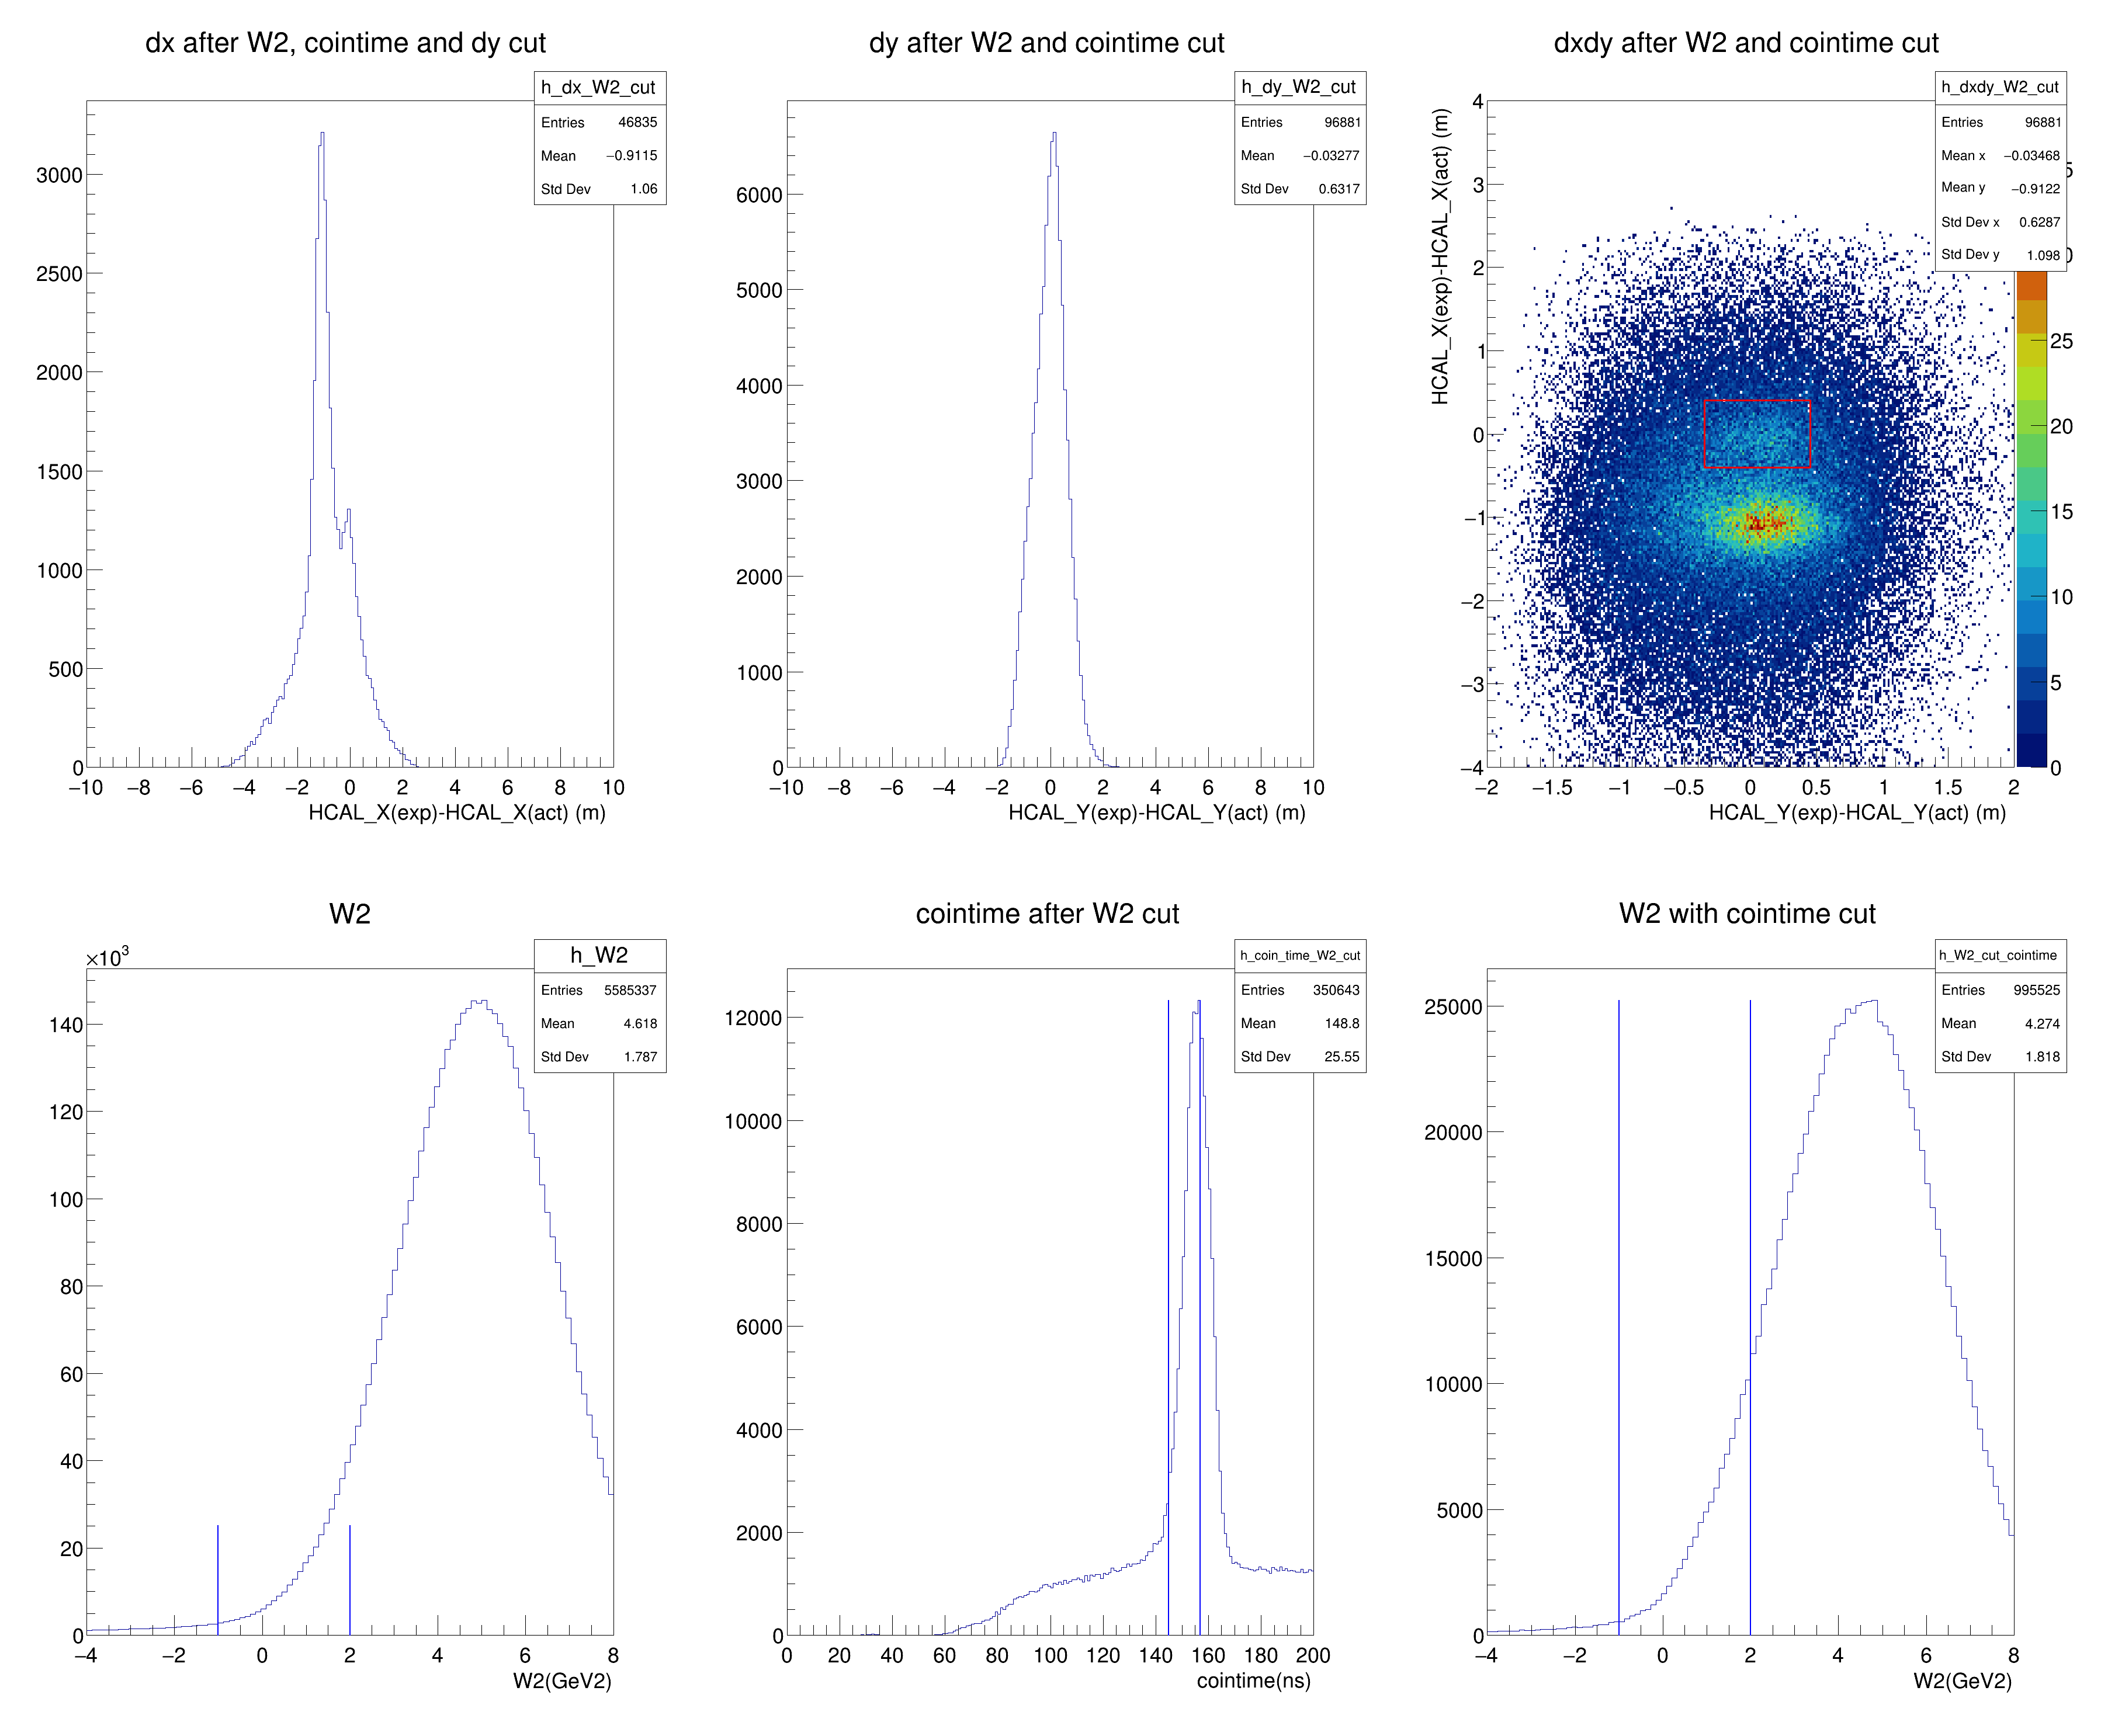 dx after W2, cointime and dy cut
h_dx_W2_cut
Entries 46835
Mean −0.9115
Std Dev 1.06
3000
2500
2000
1500
1000
500
0
−10 −8 −6 −4 −2 0 2 4 6 8 10
HCAL_X(exp)-HCAL_X(act) (m)
dy after W2 and cointime cut
h_dy_W2_cut
Entries 96881
Mean −0.03277
Std Dev 0.6317
6000
5000
4000
3000
2000
1000
0
−10 −8 −6 −4 −2 0 2 4 6 8 10
HCAL_Y(exp)-HCAL_Y(act) (m)
dxdy after W2 and cointime cut
h_dxdy_W2_cut
Entries 96881
Mean x −0.03468
Mean y −0.9122
Std Dev x 0.6287
Std Dev y 1.098
HCAL_X(exp)-HCAL_X(act) (m)
4
3
2
1
0
−1
−2
−3
−4
25
20
15
10
5
0
−2 −1.5 −1 −0.5 0 0.5 1 1.5 2
HCAL_Y(exp)-HCAL_Y(act) (m)
W2
×10³
h_W2
Entries 5585337
Mean 4.618
Std Dev 1.787
140
120
100
80
60
40
20
0
−4 −2 0 2 4 6 8
W2(GeV2)
cointime after W2 cut
h_coin_time_W2_cut
Entries 350643
Mean 148.8
Std Dev 25.55
12000
10000
8000
6000
4000
2000
0
0 20 40 60 80 100 120 140 160 180 200
cointime(ns)
W2 with cointime cut
h_W2_cut_cointime
Entries 995525
Mean 4.274
Std Dev 1.818
25000
20000
15000
10000
5000
0
−4 −2 0 2 4 6 8
W2(GeV2)